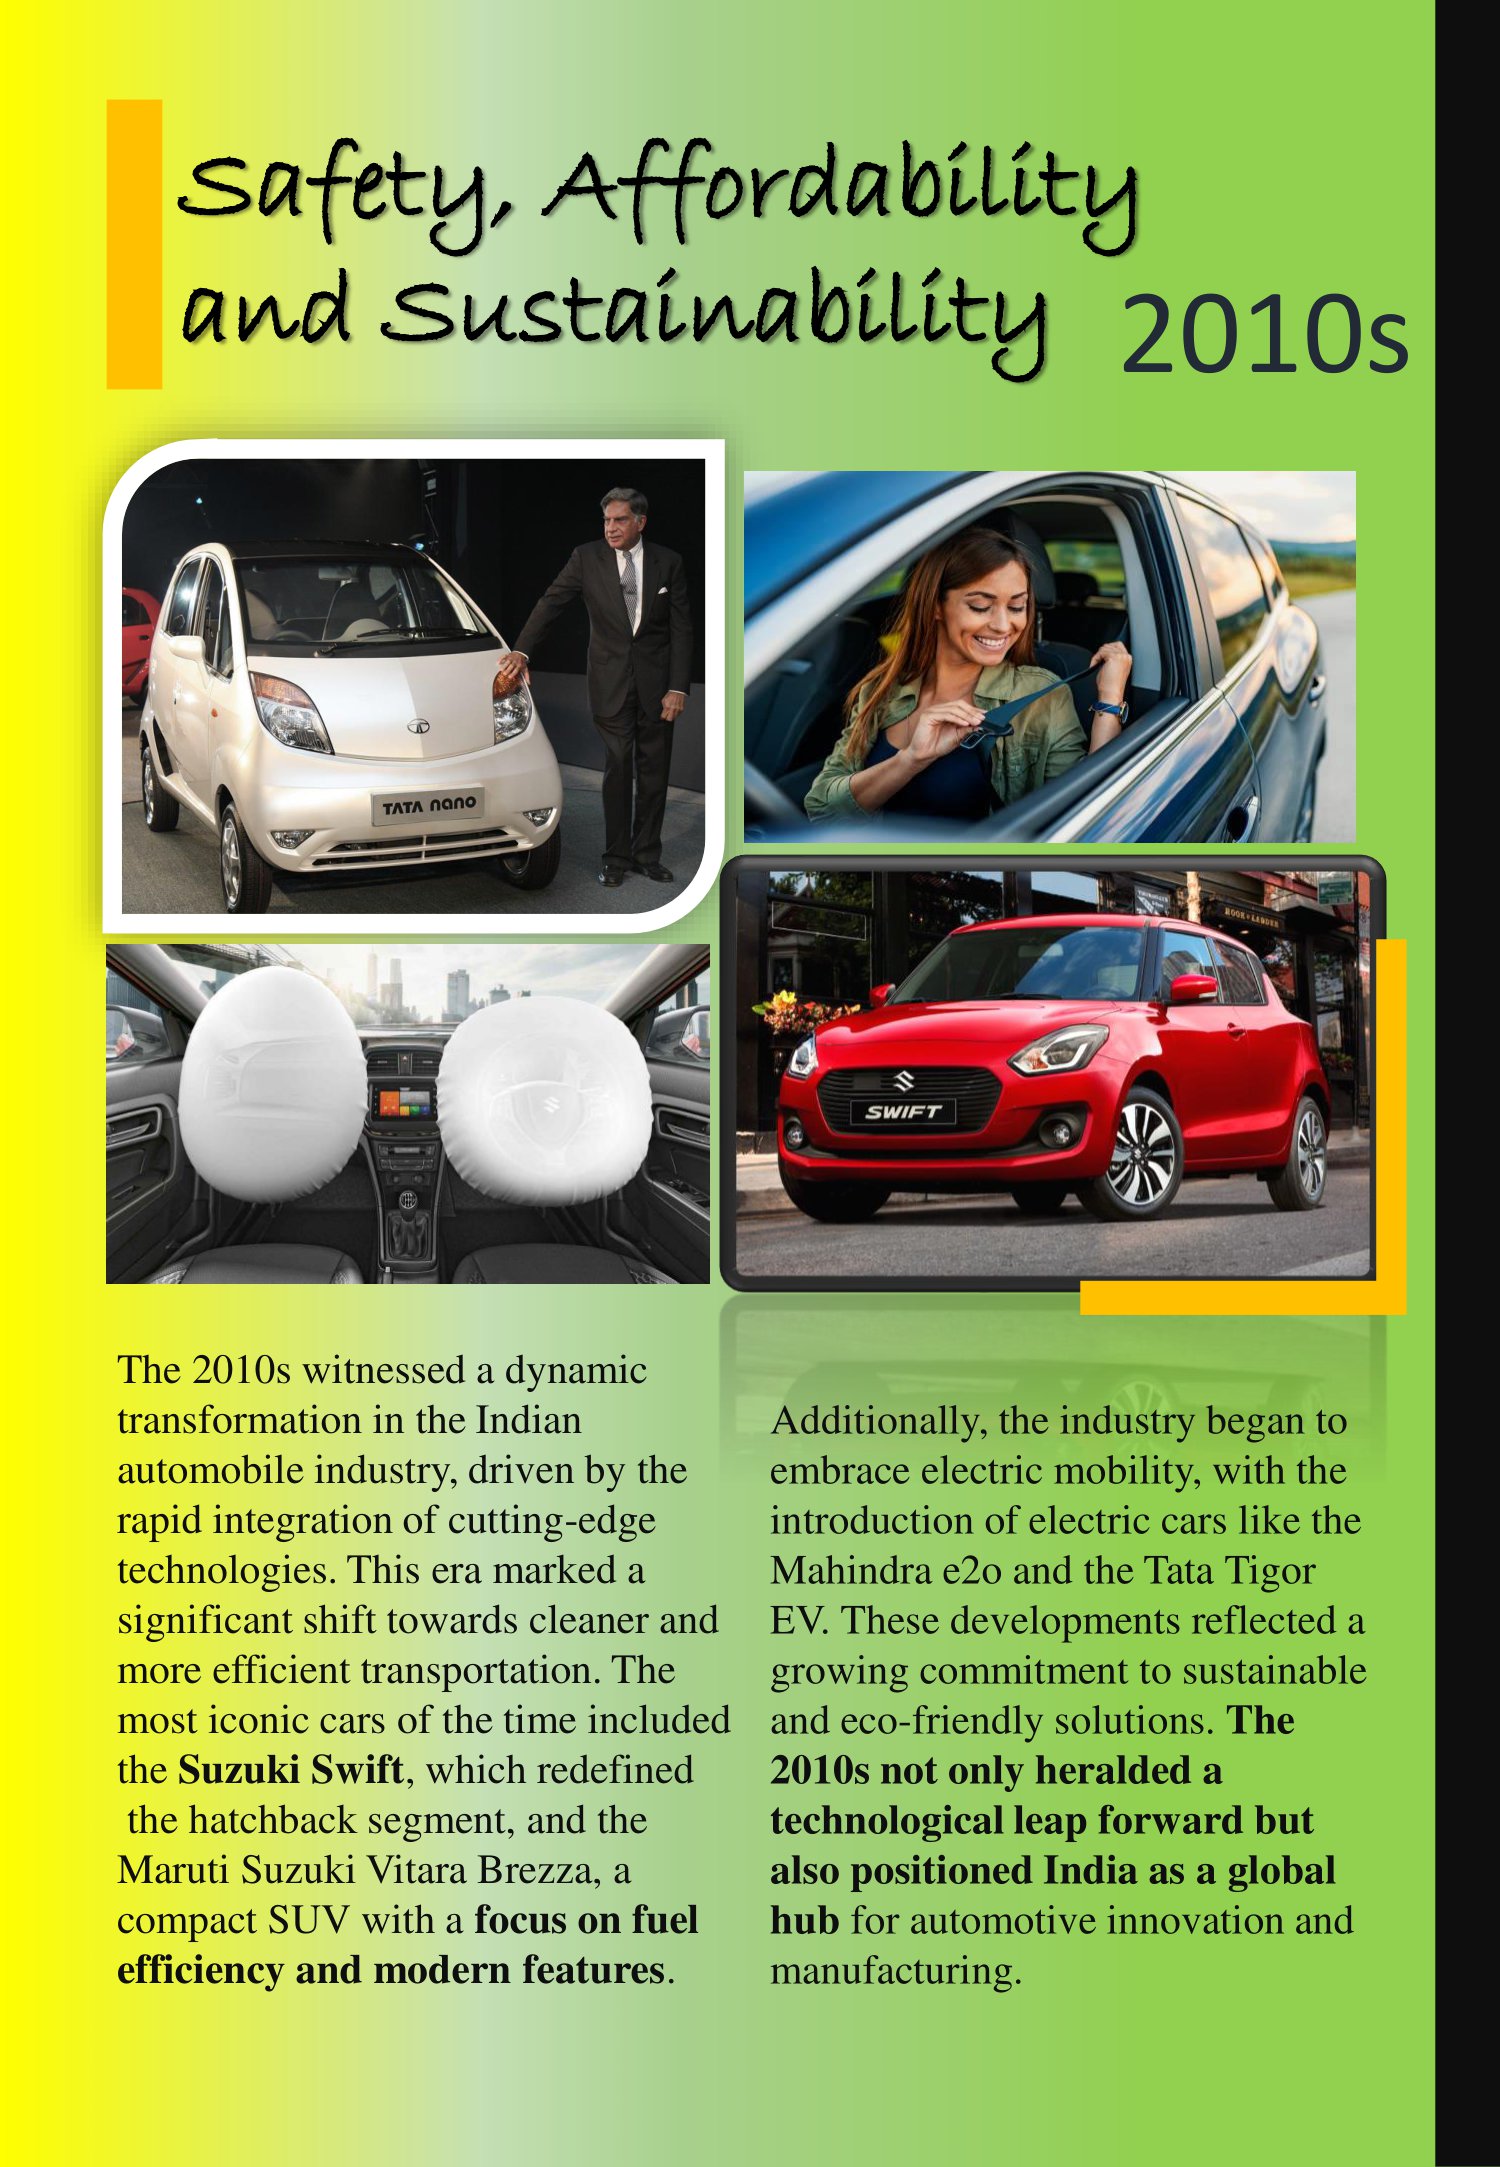 Safety, Affordability
and Sustainability
2010s
TATA nano
HOOK & LADDER
SWIFT
The 2010s witnessed a dynamic
transformation in the Indian
automobile industry, driven by the
rapid integration of cutting-edge
technologies. This era marked a
significant shift towards cleaner and
more efficient transportation. The
most iconic cars of the time included
the Suzuki Swift, which redefined
the hatchback segment, and the
Maruti Suzuki Vitara Brezza, a
compact SUV with a focus on fuel
efficiency and modern features.
Additionally, the industry began to
embrace electric mobility, with the
introduction of electric cars like the
Mahindra e2o and the Tata Tigor
EV. These developments reflected a
growing commitment to sustainable
and eco-friendly solutions. The
2010s not only heralded a
technological leap forward but
also positioned India as a global
hub for automotive innovation and
manufacturing.